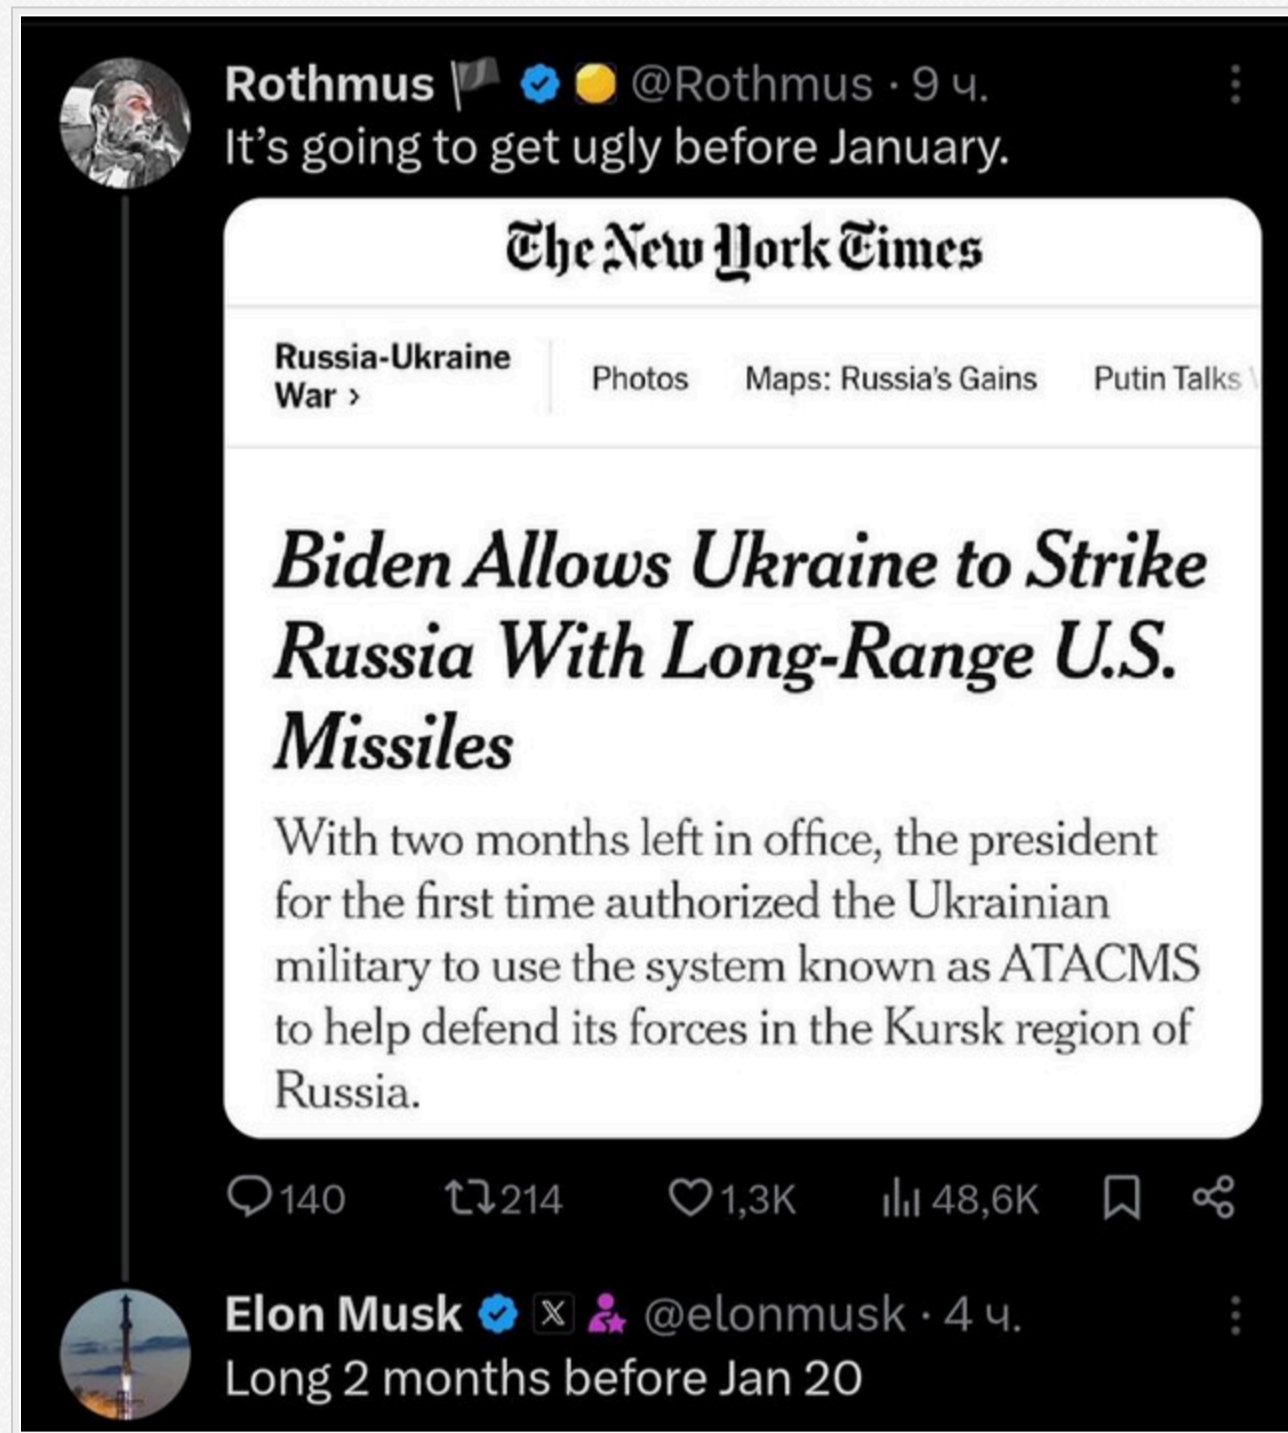 Rothmus @Rothmus · 9 ч.
It's going to get ugly before January.
The New York Times
Russia-Ukraine
War >
Photos
Maps: Russia's Gains
Putin Talks
Biden Allows Ukraine to Strike
Russia With Long-Range U.S.
Missiles
With two months left in office, the president
for the first time authorized the Ukrainian
military to use the system known as ATACMS
to help defend its forces in the Kursk region of
Russia.
140 214 1,3K 48,6K
Elon Musk @elonmusk · 4 ч.
Long 2 months before Jan 20